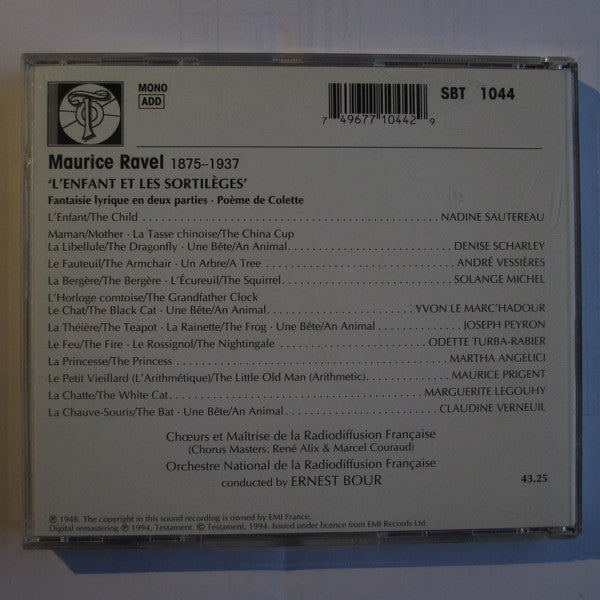 MONO
ADD
7 49677 10442 9
SBT 1044
Maurice Ravel 1875–1937
‘L’ENFANT ET LES SORTILÈGES’
Fantaisie lyrique en deux parties · Poème de Colette
L’Enfant/The Child NADINE SAUTEREAU
Maman/Mother · La Tasse chinoise/The China Cup
La Libellule/The Dragonfly · Une Bête/An Animal DENISE SCHARLEY
Le Fauteuil/The Armchair · Un Arbre/A Tree ANDRÉ VESSIÈRES
La Bergère/The Bergère · L’Écureuil/The Squirrel SOLANGE MICHEL
L’Horloge comtoise/The Grandfather Clock
Le Chat/The Black Cat · Une Bête/An Animal YVON LE MARC’HADOUR
La Théière/The Teapot · La Rainette/The Frog · Une Bête/An Animal JOSEPH PEYRON
Le Feu/The Fire · Le Rossignol/The Nightingale ODETTE TURBA-RABIER
La Princesse/The Princess MARTHA ANGELICI
Le Petit Vieillard (L’Arithmétique)/The Little Old Man (Arithmetic) MAURICE PRIGENT
La Chatte/The White Cat MARGUERITE LEGOUHY
La Chauve-Souris/The Bat · Une Bête/An Animal CLAUDINE VERNEUIL
Chœurs et Maîtrise de la Radiodiffusion Française
(Chorus Masters: René Alix & Marcel Couraud)
Orchestre National de la Radiodiffusion Française
conducted by ERNEST BOUR
43.25
℗ 1948. The copyright in this sound recording is owned by EMI France.
Digital remastering ℗ 1994, Testament. © Testament, 1994. Issued under licence from EMI Records Ltd.